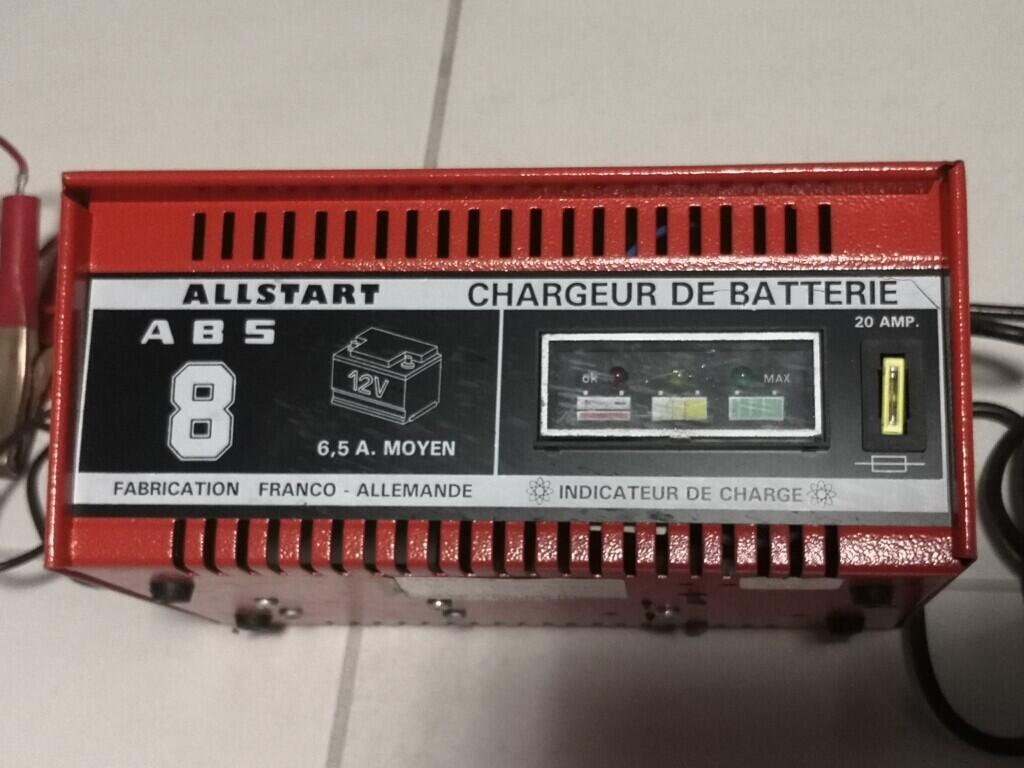 ALLSTART
CHARGEUR DE BATTERIE
ABS
8
12V
6,5 A. MOYEN
20 AMP.
OK
MAX
FABRICATION FRANCO - ALLEMANDE
INDICATEUR DE CHARGE